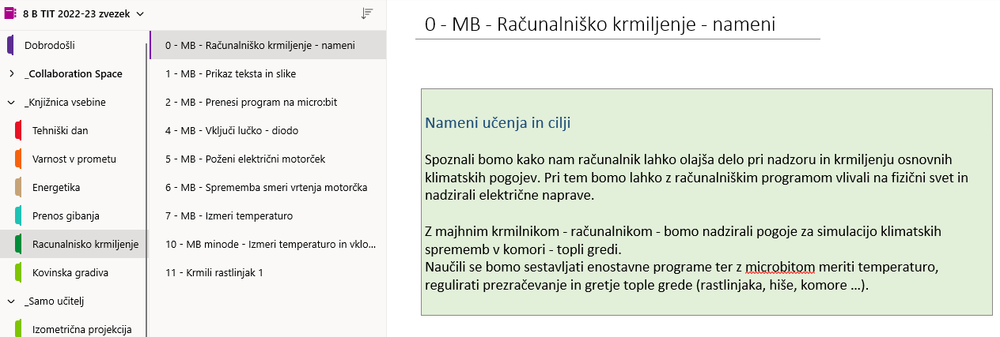 8 B TIT 2022-23 zvezek
Dobrodošli
_Collaboration Space
_Knjižnica vsebine
Tehniški dan
Varnost v prometu
Energetika
Prenos gibanja
Racunalnisko krmiljenje
Kovinska gradiva
_Samo učitelj
Izometrična projekcija
0 - MB - Računalniško krmiljenje - nameni
1 - MB - Prikaz teksta in slike
2 - MB - Prenesi program na micro:bit
4 - MB - Vključi lučko - diodo
5 - MB - Poženi električni motorček
6 - MB - Sprememba smeri vrtenja motorčka
7 - MB - Izmeri temperaturo
10 - MB minode - Izmeri temperaturo in vklo...
11 - Krmili rastlinjak 1
0 - MB - Računalniško krmiljenje - nameni
Nameni učenja in cilji
Spoznali bomo kako nam računalnik lahko olajša delo pri nadzoru in krmiljenju osnovnih
klimatskih pogojev. Pri tem bomo lahko z računalniškim programom vlivali na fizični svet in
nadzirali električne naprave.
Z majhnim krmilnikom - računalnikom - bomo nadzirali pogoje za simulacijo klimatskih
sprememb v komori - topli gredi.
Naučili se bomo sestavljati enostavne programe ter z microbitom meriti temperaturo,
regulirati prezračevanje in gretje tople grede (rastlinjaka, hiše, komore ...).